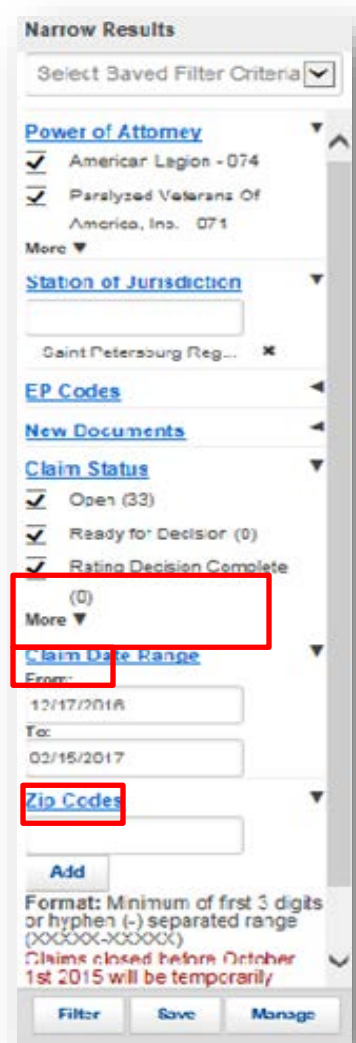 Narrow Results
Select Saved Filter Criteria
Power of Attorney
American Legion - 074
Paralyzed Veterans Of
America, Inc. 071
More ▼
Station of Jurisdiction
Saint Petersburg Reg... ✖
EP Codes
New Documents
Claim Status
Open (33)
Ready for Decision (0)
Rating Decision Complete
(0)
More ▼
Claim Date Range
From:
12/17/2016
To:
02/15/2017
Zip Codes
Add
Format: Minimum of first 3 digits
or hyphen (-) separated range
(XXXXX-XXXXX)
Claims closed before October
1st 2015 will be temporarily
Filter Save Manage